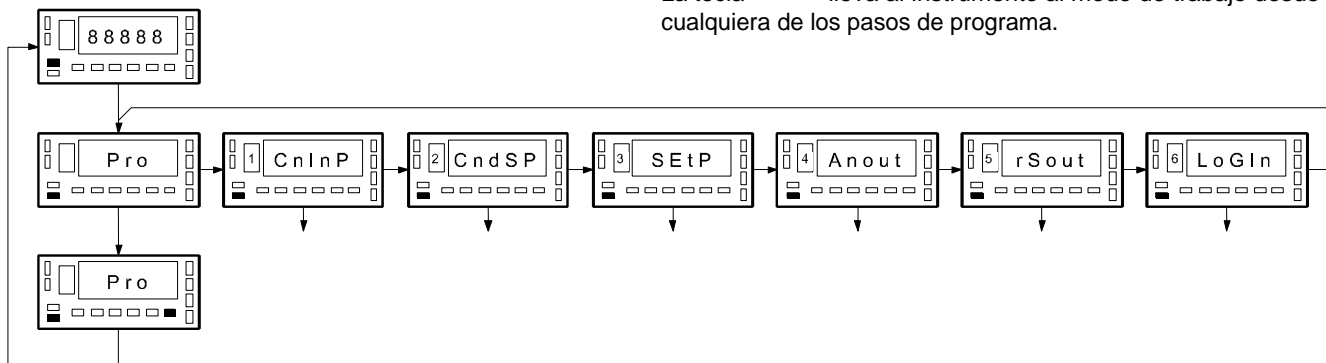 La tecla lleva al instrumento al modo de trabajo desde
cualquiera de los pasos de programa.
88888
Pro
1 CnInP
2 CndSP
3 SEtP
4 Anout
5 rSout
6 LoGIn
Pro